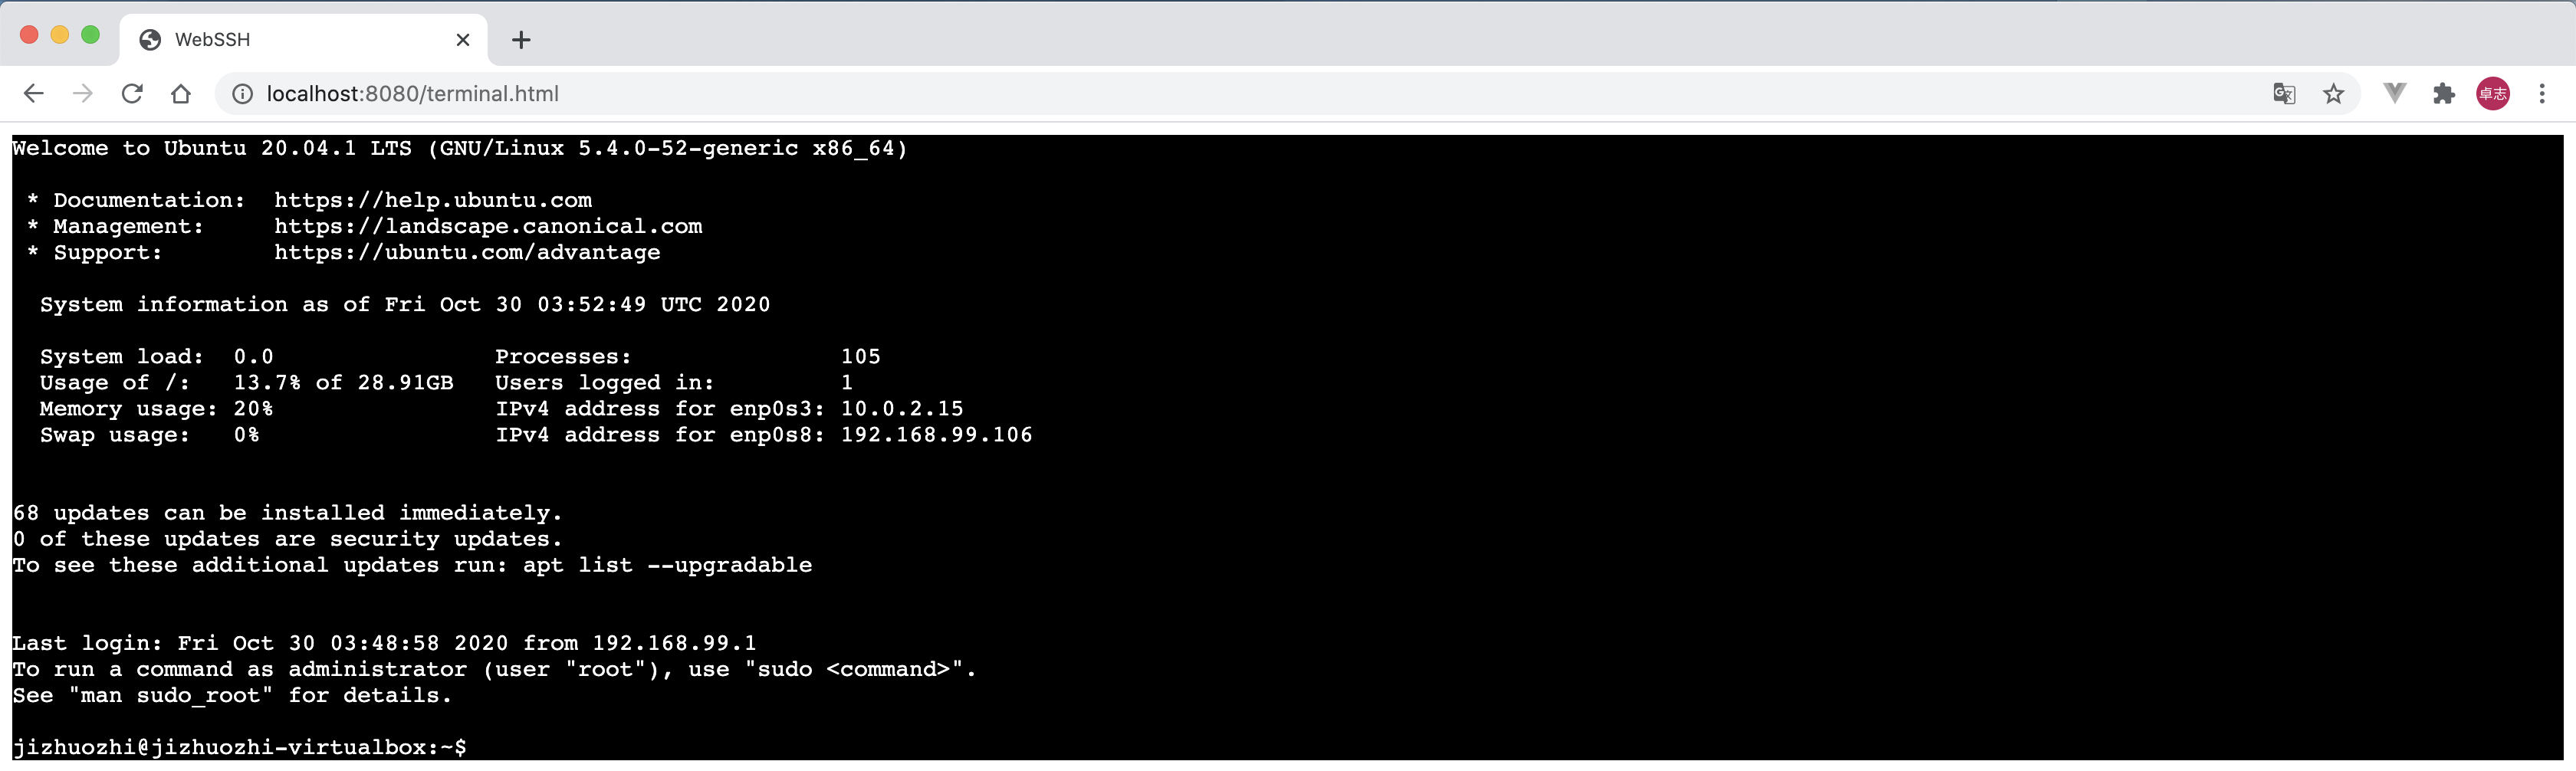 WebSSH
localhost:8080/terminal.html
卓志
Welcome to Ubuntu 20.04.1 LTS (GNU/Linux 5.4.0-52-generic x86_64)
* Documentation:  https://help.ubuntu.com
* Management:     https://landscape.canonical.com
* Support:        https://ubuntu.com/advantage
System information as of Fri Oct 30 03:52:49 UTC 2020
System load:  0.0                Processes:               105
Usage of /:   13.7% of 28.91GB   Users logged in:         1
Memory usage: 20%                IPv4 address for enp0s3: 10.0.2.15
Swap usage:   0%                 IPv4 address for enp0s8: 192.168.99.106
68 updates can be installed immediately.
0 of these updates are security updates.
To see these additional updates run: apt list --upgradable
Last login: Fri Oct 30 03:48:58 2020 from 192.168.99.1
To run a command as administrator (user "root"), use "sudo <command>".
See "man sudo_root" for details.
jizhuozhi@jizhuozhi-virtualbox:~$